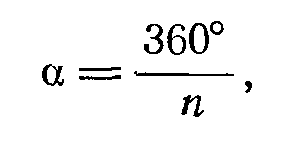 α = 360° / n,